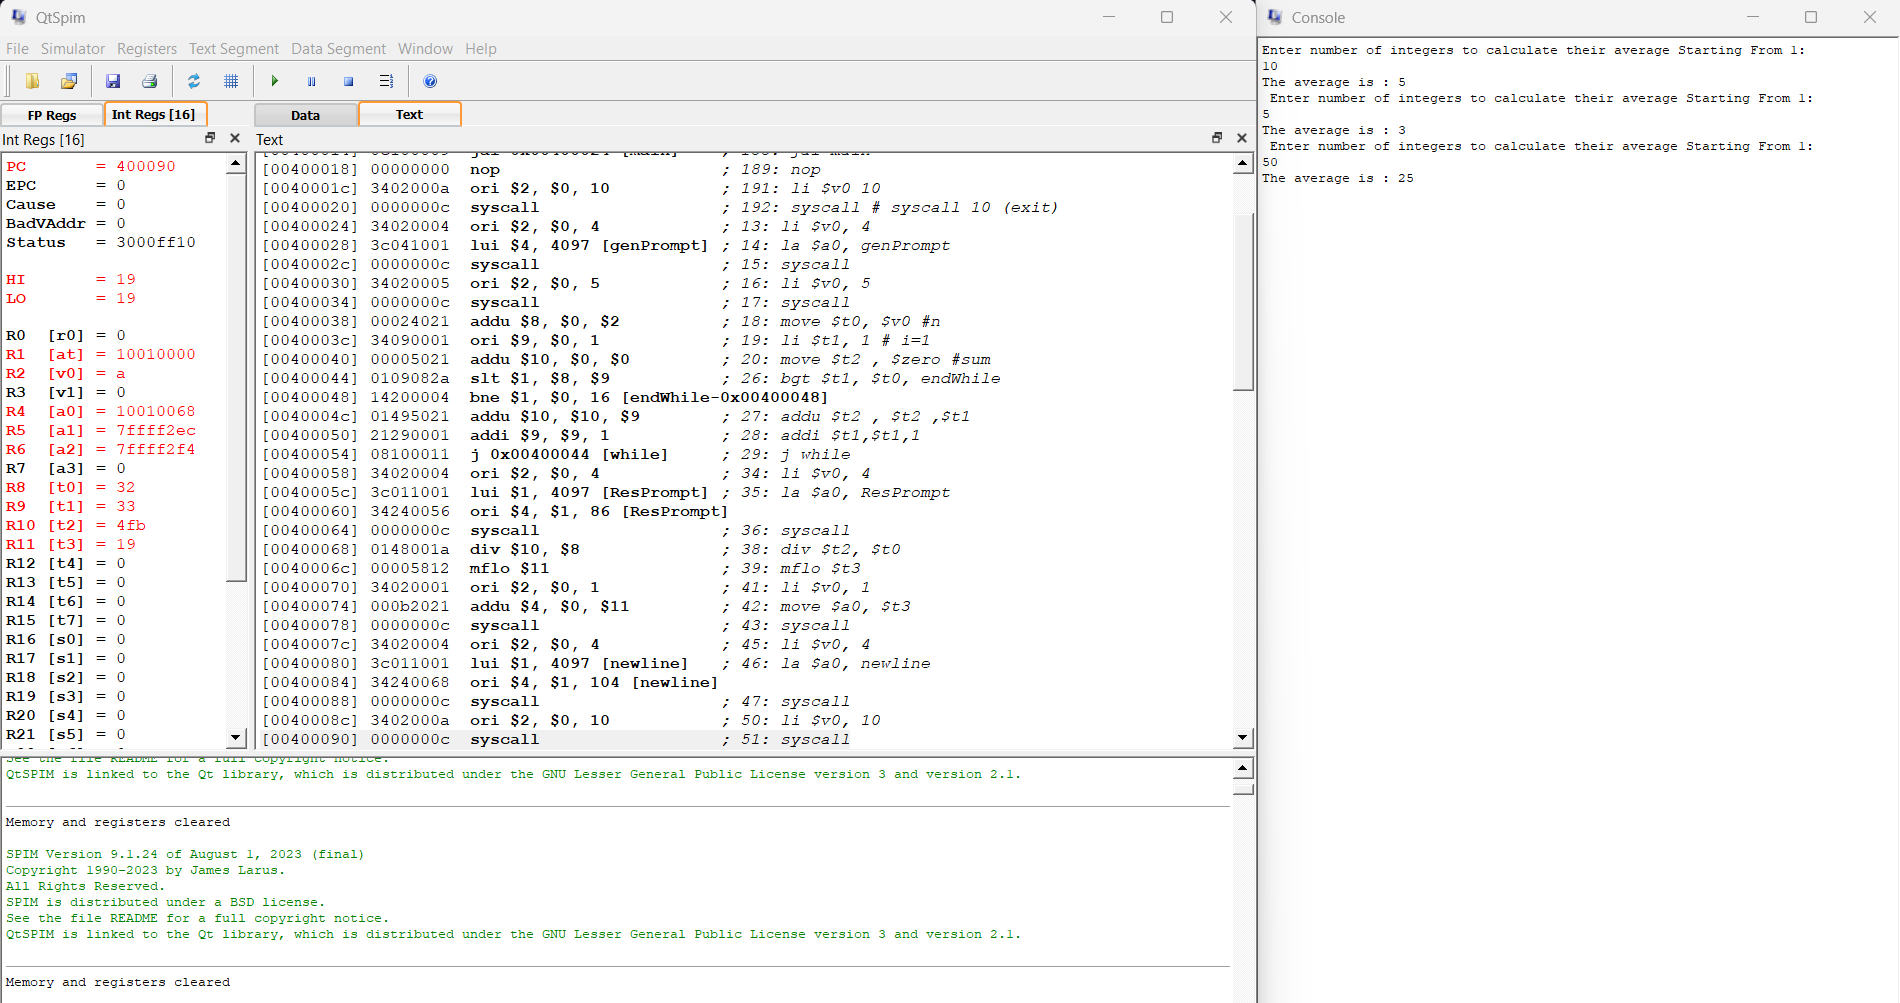 QtSpim
File Simulator Registers Text Segment Data Segment Window Help
FP Regs Int Regs [16] Data Text
Int Regs [16]
PC = 400090
EPC = 0
Cause = 0
BadVAddr = 0
Status = 3000ff10
HI = 19
LO = 19
R0 [r0] = 0
R1 [at] = 10010000
R2 [v0] = a
R3 [v1] = 0
R4 [a0] = 10010068
R5 [a1] = 7ffff2ec
R6 [a2] = 7ffff2f4
R7 [a3] = 0
R8 [t0] = 32
R9 [t1] = 33
R10 [t2] = 4fb
R11 [t3] = 19
R12 [t4] = 0
R13 [t5] = 0
R14 [t6] = 0
R15 [t7] = 0
R16 [s0] = 0
R17 [s1] = 0
R18 [s2] = 0
R19 [s3] = 0
R20 [s4] = 0
R21 [s5] = 0
Text
[00400018] 00000000 nop ; 189: nop
[0040001c] 3402000a ori $2, $0, 10 ; 191: li $v0 10
[00400020] 0000000c syscall ; 192: syscall # syscall 10 (exit)
[00400024] 34020004 ori $2, $0, 4 ; 13: li $v0, 4
[00400028] 3c041001 lui $4, 4097 [genPrompt] ; 14: la $a0, genPrompt
[0040002c] 0000000c syscall ; 15: syscall
[00400030] 34020005 ori $2, $0, 5 ; 16: li $v0, 5
[00400034] 0000000c syscall ; 17: syscall
[00400038] 00024021 addu $8, $0, $2 ; 18: move $t0, $v0 #n
[0040003c] 34090001 ori $9, $0, 1 ; 19: li $t1, 1 # i=1
[00400040] 00005021 addu $10, $0, $0 ; 20: move $t2 , $zero #sum
[00400044] 0109082a slt $1, $8, $9 ; 26: bgt $t1, $t0, endWhile
[00400048] 14200004 bne $1, $0, 16 [endWhile-0x00400048]
[0040004c] 01495021 addu $10, $10, $9 ; 27: addu $t2 , $t2 ,$t1
[00400050] 21290001 addi $9, $9, 1 ; 28: addi $t1,$t1,1
[00400054] 08100011 j 0x00400044 [while] ; 29: j while
[00400058] 34020004 ori $2, $0, 4 ; 34: li $v0, 4
[0040005c] 3c011001 lui $1, 4097 [ResPrompt] ; 35: la $a0, ResPrompt
[00400060] 34240056 ori $4, $1, 86 [ResPrompt]
[00400064] 0000000c syscall ; 36: syscall
[00400068] 0148001a div $10, $8 ; 38: div $t2, $t0
[0040006c] 00005812 mflo $11 ; 39: mflo $t3
[00400070] 34020001 ori $2, $0, 1 ; 41: li $v0, 1
[00400074] 000b2021 addu $4, $0, $11 ; 42: move $a0, $t3
[00400078] 0000000c syscall ; 43: syscall
[0040007c] 34020004 ori $2, $0, 4 ; 45: li $v0, 4
[00400080] 3c011001 lui $1, 4097 [newline] ; 46: la $a0, newline
[00400084] 34240068 ori $4, $1, 104 [newline]
[00400088] 0000000c syscall ; 47: syscall
[0040008c] 3402000a ori $2, $0, 10 ; 50: li $v0, 10
[00400090] 0000000c syscall ; 51: syscall
See the file README for a full copyright notice.
QtSPIM is linked to the Qt library, which is distributed under the GNU Lesser General Public License version 3 and version 2.1.
Memory and registers cleared
SPIM Version 9.1.24 of August 1, 2023 (final)
Copyright 1990-2023 by James Larus.
All Rights Reserved.
SPIM is distributed under a BSD license.
See the file README for a full copyright notice.
QtSPIM is linked to the Qt library, which is distributed under the GNU Lesser General Public License version 3 and version 2.1.
Memory and registers cleared
Console
Enter number of integers to calculate their average Starting From 1:
10
The average is : 5
Enter number of integers to calculate their average Starting From 1:
5
The average is : 3
Enter number of integers to calculate their average Starting From 1:
50
The average is : 25